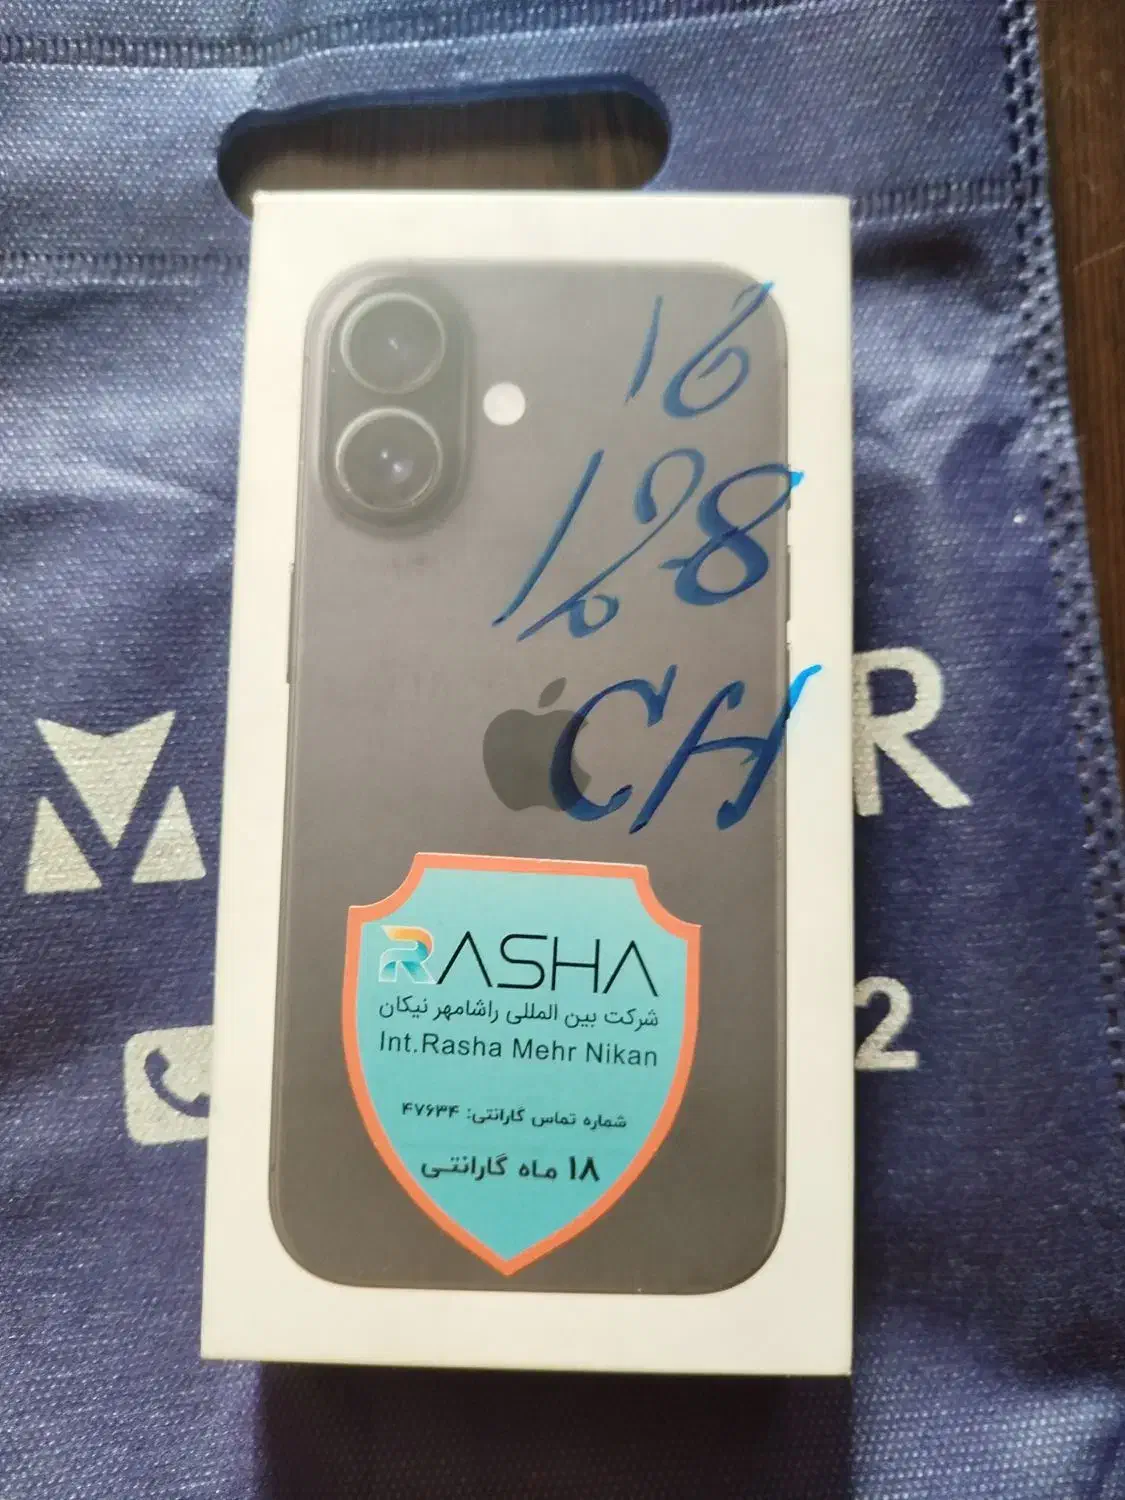 16
128
CH
RASHA
شرکت بین المللی راشامهر نیکان
Int.Rasha Mehr Nikan
شماره تماس گارانتی: ۴۷۶۳۴
۱۸ ماه گارانتی
M
R
2